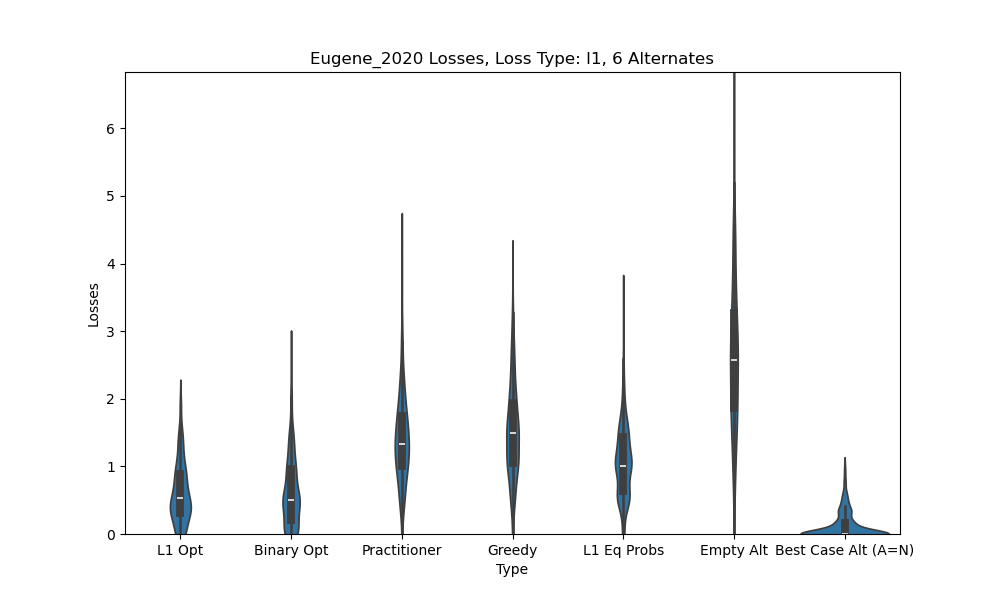 Eugene_2020 Losses, Loss Type: l1, 6 Alternates
6
5
4
3
2
1
0
Losses
L1 Opt Binary Opt Practitioner Greedy L1 Eq Probs Empty Alt Best Case Alt (A=N)
Type